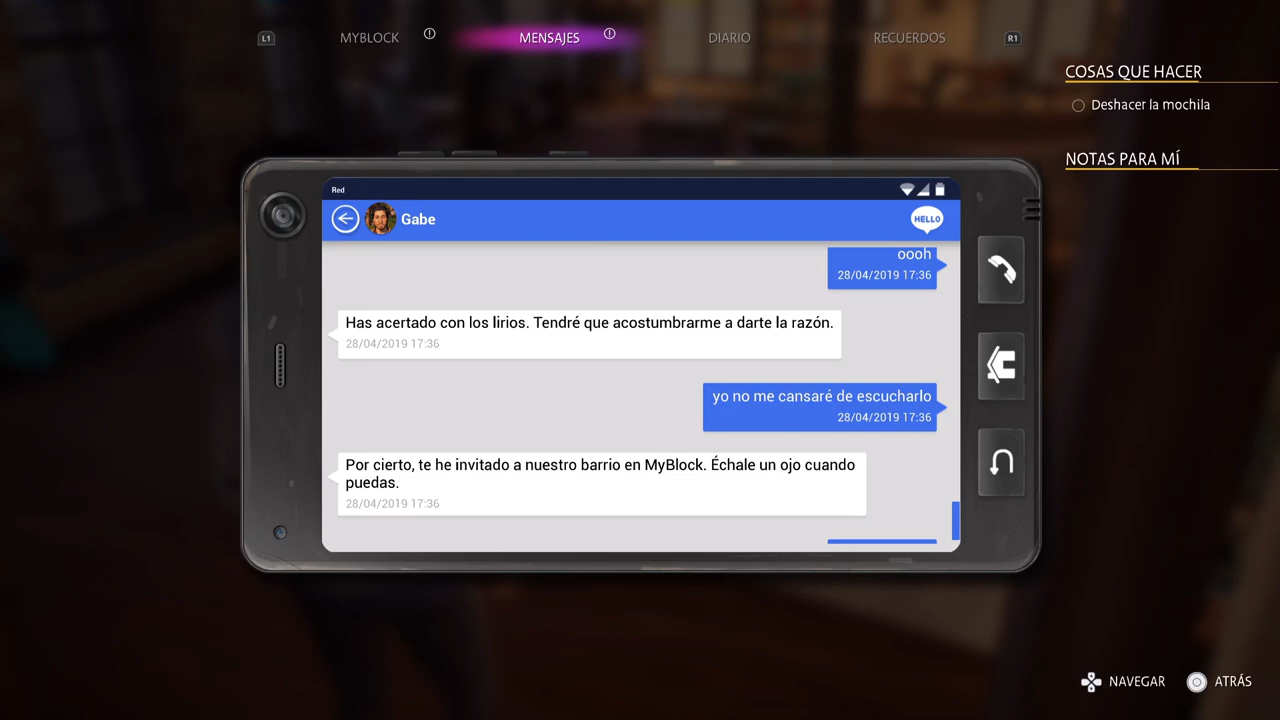 L1
MYBLOCK
MENSAJES
DIARIO
RECUERDOS
R1
COSAS QUE HACER
Deshacer la mochila
NOTAS PARA MÍ
Red
Gabe
HELLO
oooh
28/04/2019 17:36
Has acertado con los lirios. Tendré que acostumbrarme a darte la razón.
28/04/2019 17:36
yo no me cansaré de escucharlo
28/04/2019 17:36
Por cierto, te he invitado a nuestro barrio en MyBlock. Échale un ojo cuando
puedas.
28/04/2019 17:36
NAVEGAR
ATRÁS